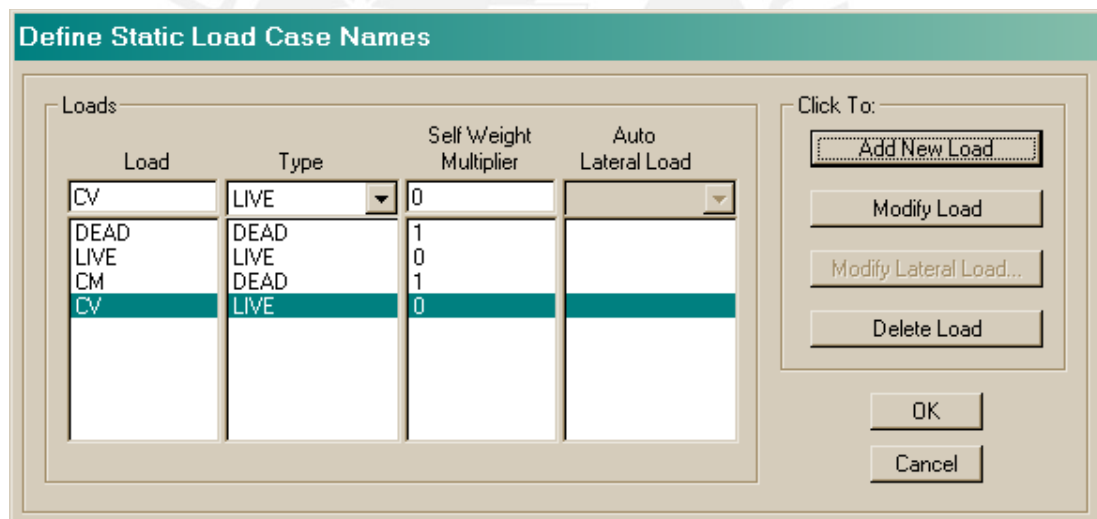 Define Static Load Case Names
Loads
Load Type Self Weight Multiplier Auto Lateral Load
CV LIVE 0
DEAD DEAD 1
LIVE LIVE 0
CM DEAD 1
CV LIVE 0
Click To:
Add New Load
Modify Load
Modify Lateral Load...
Delete Load
OK
Cancel